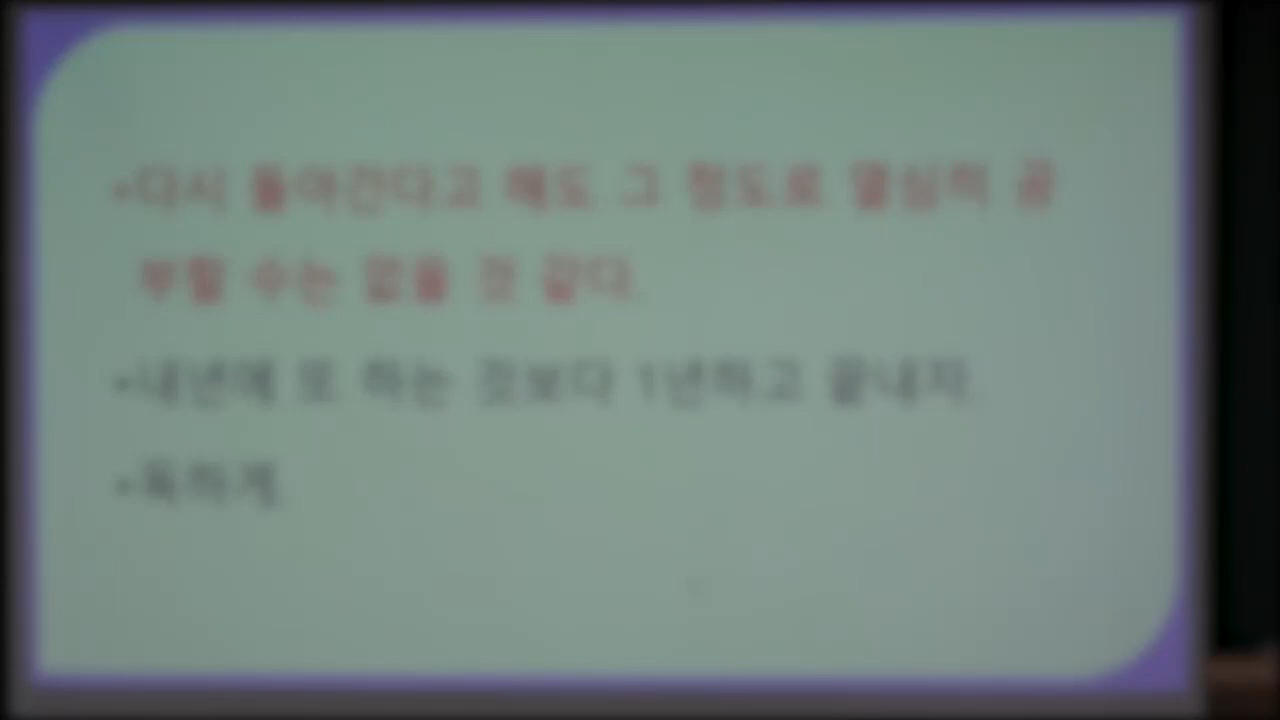 •다시 돌아간다고 해도 그 정도로 열심히 공
부할 수는 없을 것 같다.
•내년에 또 하는 것보다 1년하고 끝내자.
•독하게.